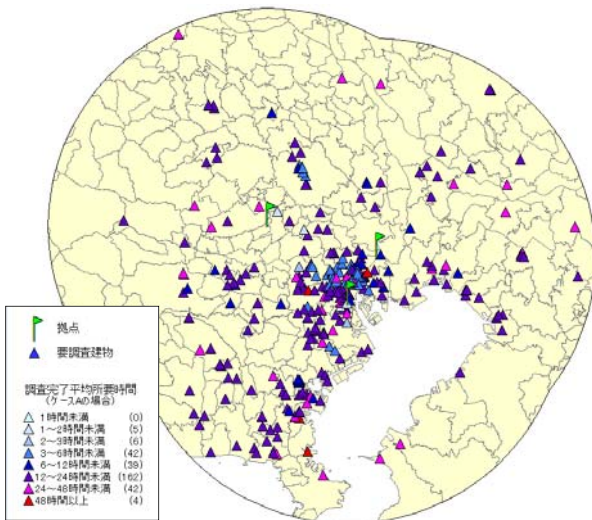 拠点
要調査建物
調査完了平均所要時間
(ケースAの場合)
1時間未満 (0)
1～2時間未満 (5)
2～3時間未満 (6)
3～6時間未満 (42)
6～12時間未満 (39)
12～24時間未満 (162)
24～48時間未満 (42)
48時間以上 (4)